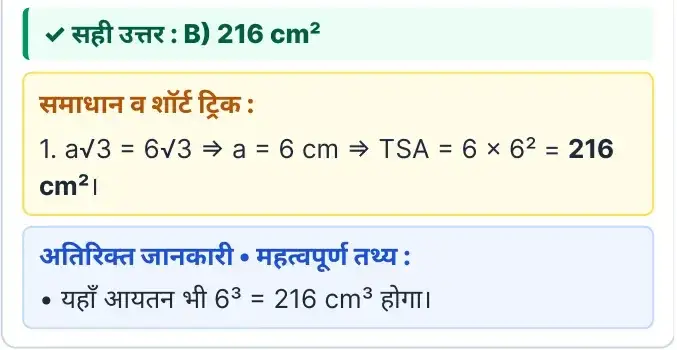 ✓ सही उत्तर : B) 216 cm²
समाधान व शॉर्ट ट्रिक :
1. a√3 = 6√3 ⇒ a = 6 cm ⇒ TSA = 6 × 6² = 216
cm²।
अतिरिक्त जानकारी • महत्वपूर्ण तथ्य :
• यहाँ आयतन भी 6³ = 216 cm³ होगा।